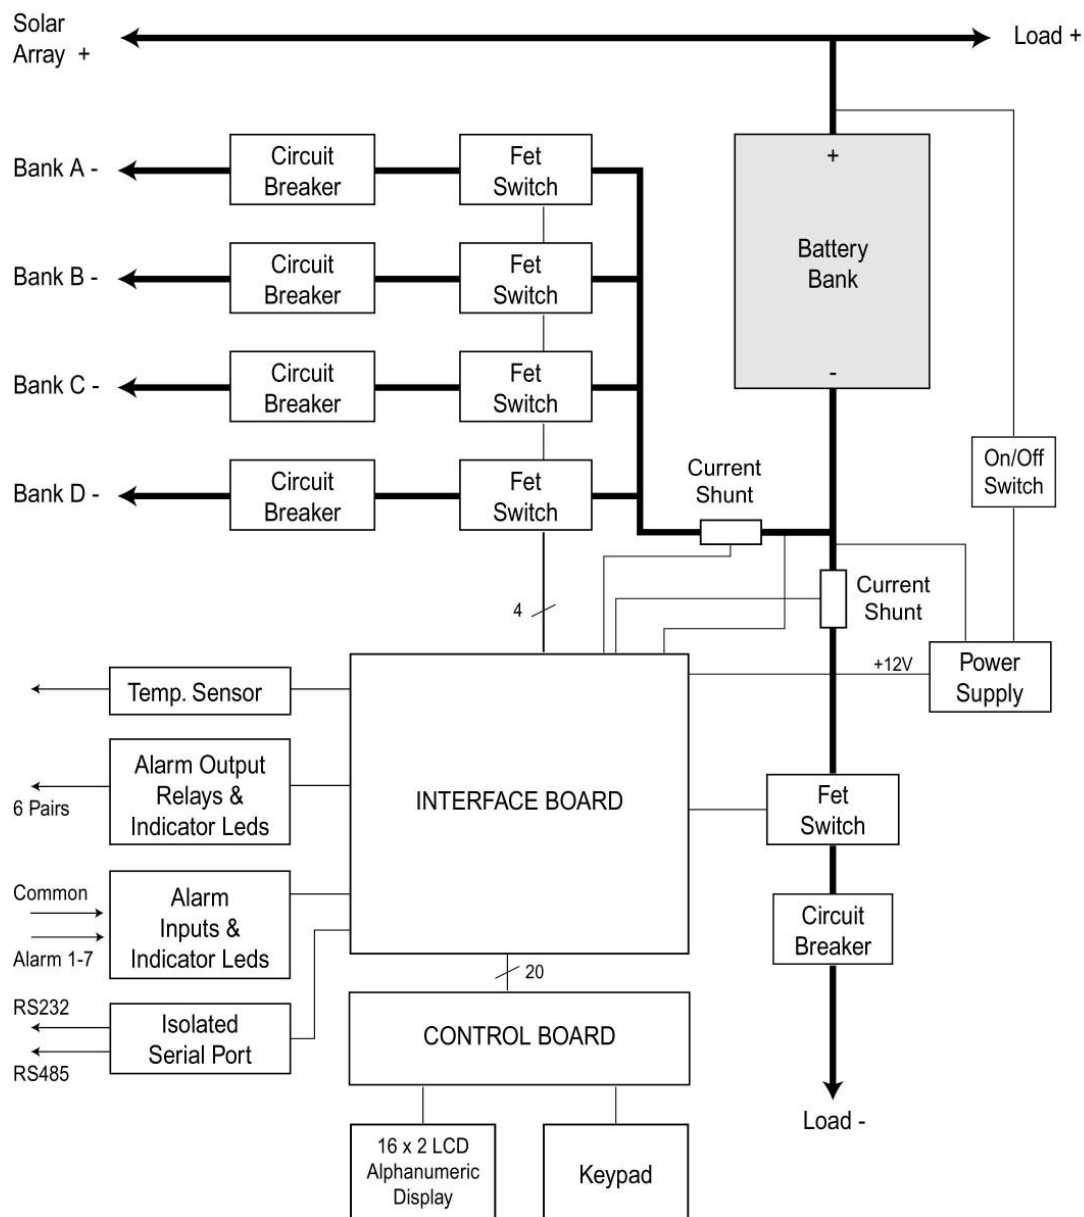 Solar
Array +
Load +
Bank A -
Circuit
Breaker
Fet
Switch
+
Battery
Bank
-
Bank B -
Circuit
Breaker
Fet
Switch
Bank C -
Circuit
Breaker
Fet
Switch
Bank D -
Circuit
Breaker
Fet
Switch
Current
Shunt
On/Off
Switch
Current
Shunt
4
+12V
Power
Supply
Temp. Sensor
Alarm Output
Relays &
Indicator Leds
6 Pairs
INTERFACE BOARD
Fet
Switch
Common
Alarm 1-7
Alarm
Inputs &
Indicator Leds
Circuit
Breaker
20
RS232
RS485
Isolated
Serial Port
CONTROL BOARD
Load -
16 x 2 LCD
Alphanumeric
Display
Keypad